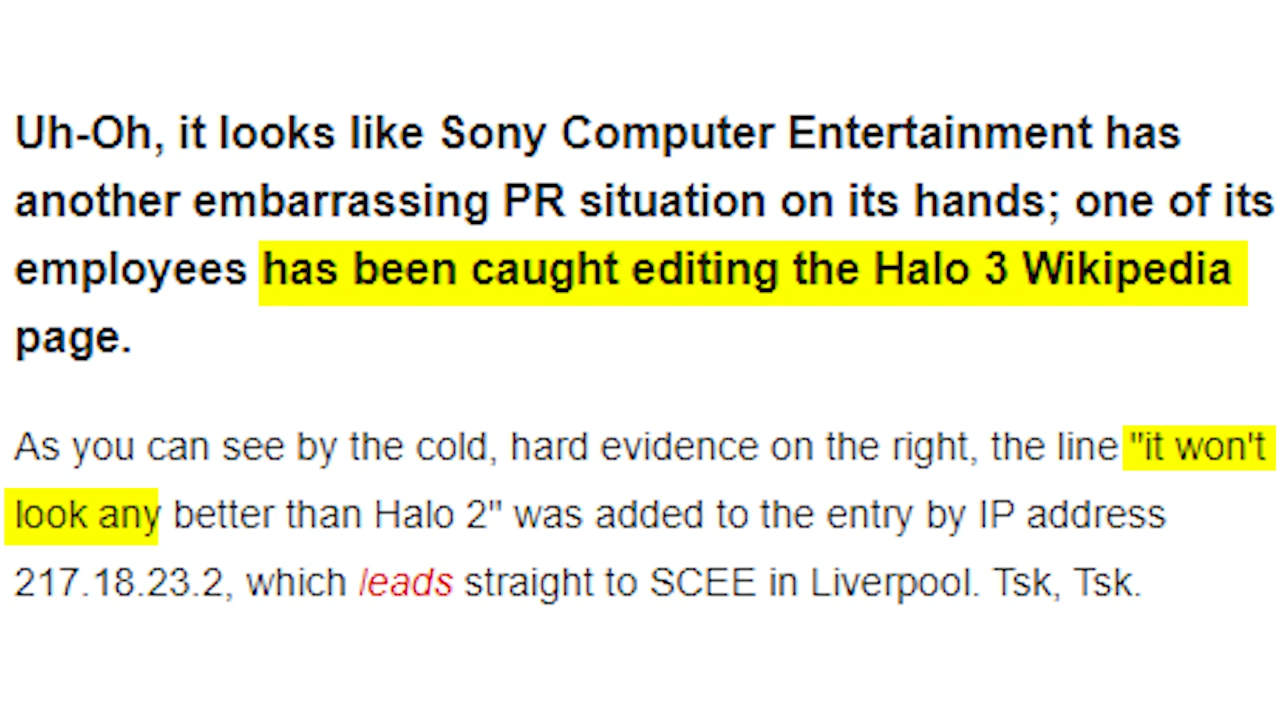 Uh-Oh, it looks like Sony Computer Entertainment has
another embarrassing PR situation on its hands; one of its
employees has been caught editing the Halo 3 Wikipedia
page.
As you can see by the cold, hard evidence on the right, the line "it won't
look any better than Halo 2" was added to the entry by IP address
217.18.23.2, which leads straight to SCEE in Liverpool. Tsk, Tsk.